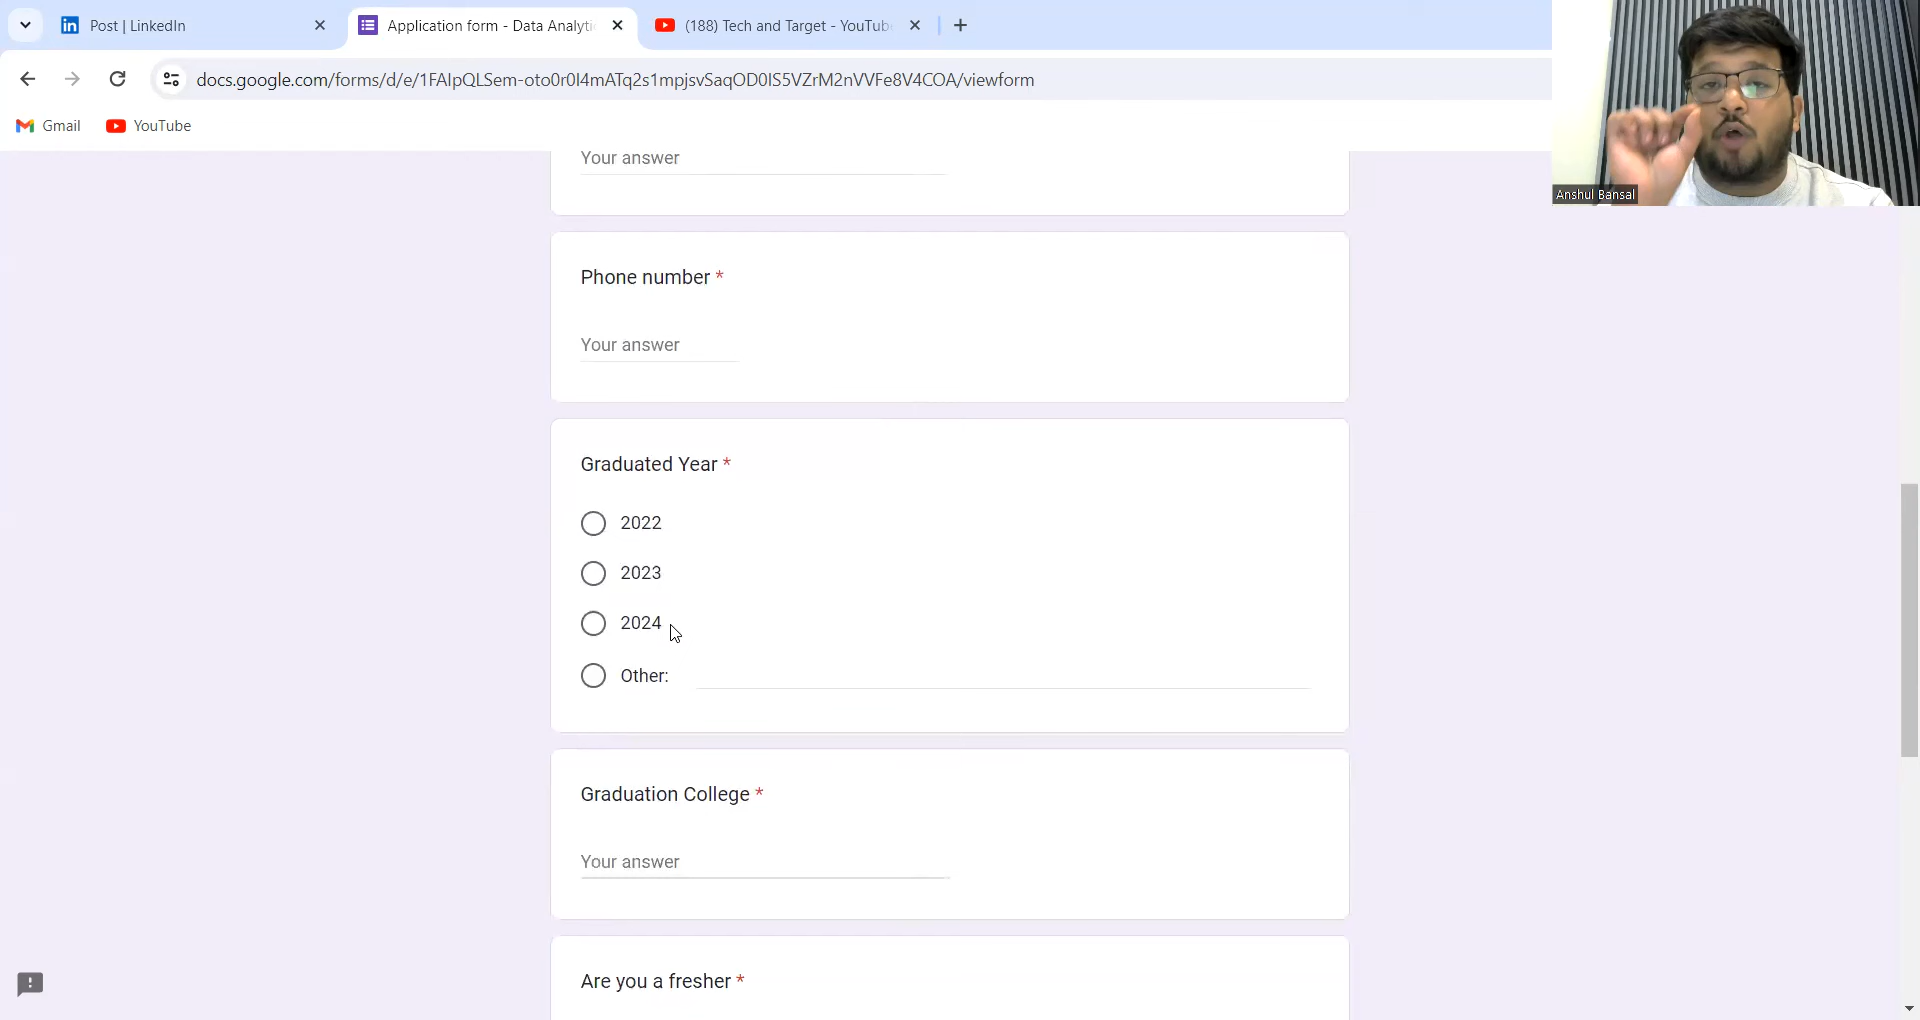 Post | LinkedIn
Application form - Data Analytic
(188) Tech and Target - YouTub
docs.google.com/forms/d/e/1FAIpQLSem-oto0r0I4mATq2s1mpjsvSaqOD0IS5VZrM2nVVFe8V4COA/viewform
Gmail
YouTube
Anshul Bansal
Your answer
Phone number *
Your answer
Graduated Year *
2022
2023
2024
Other:
Graduation College *
Your answer
Are you a fresher *